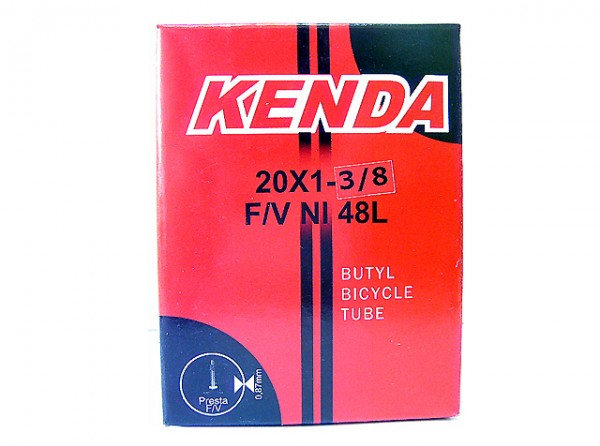 KENDA
20X1-3/8
F/V NI 48L
BUTYL
BICYCLE
TUBE
Presta
F/V
0,87mm